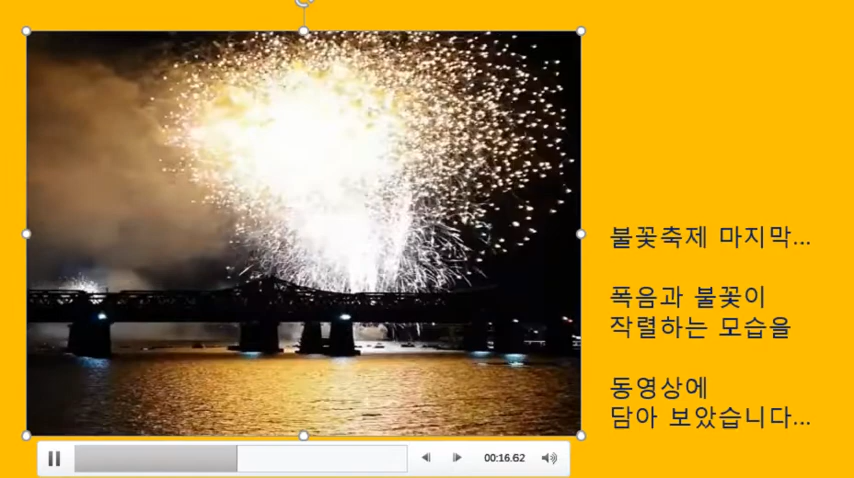 불꽃축제 마지막...
폭음과 불꽃이
작렬하는 모습을
동영상에
담아 보았습니다...
00:16.62